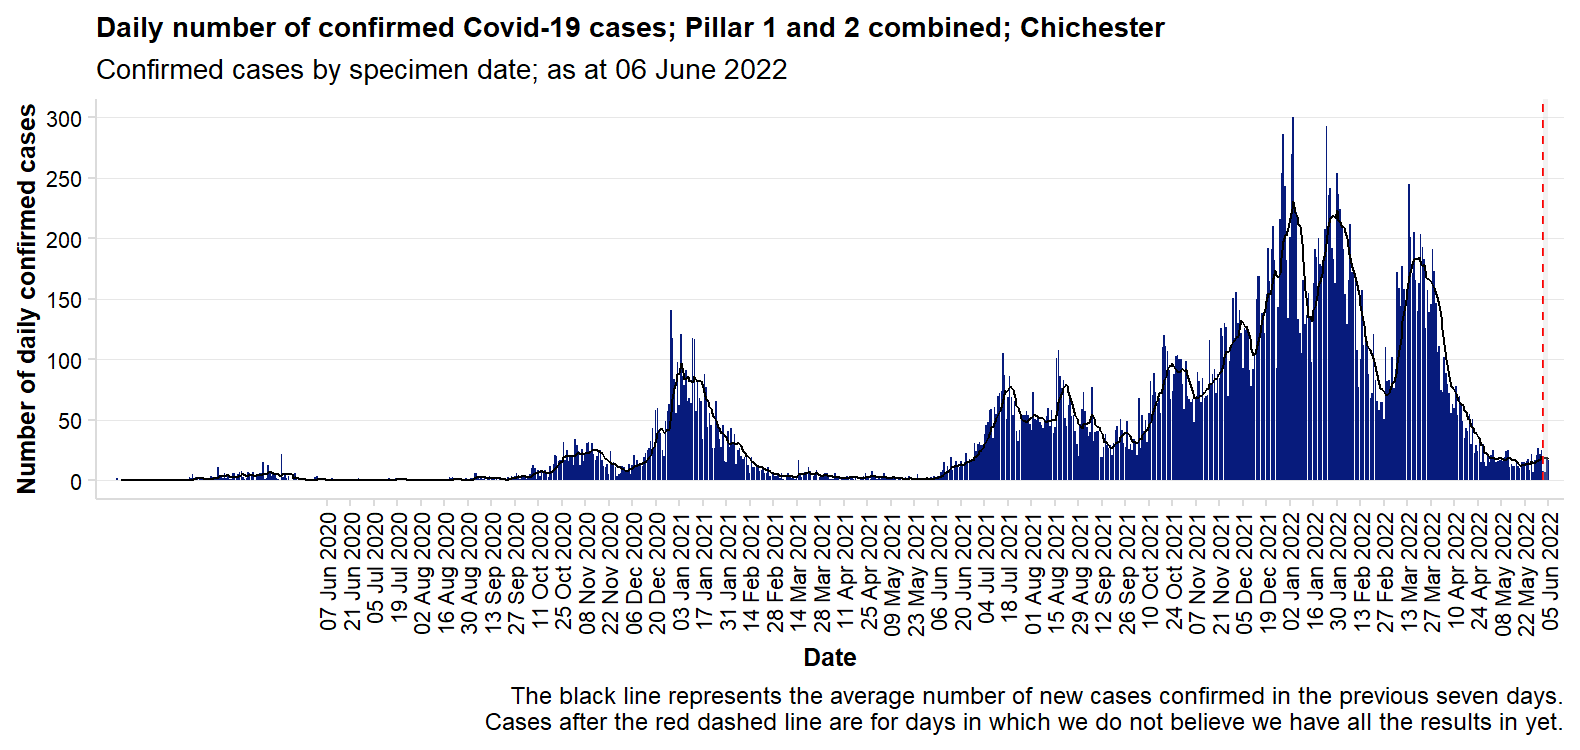 Daily number of confirmed Covid-19 cases; Pillar 1 and 2 combined; Chichester
Confirmed cases by specimen date; as at 06 June 2022
Number of daily confirmed cases
300
250
200
150
100
50
0
07 Jun 2020
21 Jun 2020
05 Jul 2020
19 Jul 2020
02 Aug 2020
16 Aug 2020
30 Aug 2020
13 Sep 2020
27 Sep 2020
11 Oct 2020
25 Oct 2020
08 Nov 2020
22 Nov 2020
06 Dec 2020
20 Dec 2020
03 Jan 2021
17 Jan 2021
31 Jan 2021
14 Feb 2021
28 Feb 2021
14 Mar 2021
28 Mar 2021
11 Apr 2021
25 Apr 2021
09 May 2021
23 May 2021
06 Jun 2021
20 Jun 2021
04 Jul 2021
18 Jul 2021
01 Aug 2021
15 Aug 2021
29 Aug 2021
12 Sep 2021
26 Sep 2021
10 Oct 2021
24 Oct 2021
07 Nov 2021
21 Nov 2021
05 Dec 2021
19 Dec 2021
02 Jan 2022
16 Jan 2022
30 Jan 2022
13 Feb 2022
27 Feb 2022
13 Mar 2022
27 Mar 2022
10 Apr 2022
24 Apr 2022
08 May 2022
22 May 2022
05 Jun 2022
Date
The black line represents the average number of new cases confirmed in the previous seven days.
Cases after the red dashed line are for days in which we do not believe we have all the results in yet.